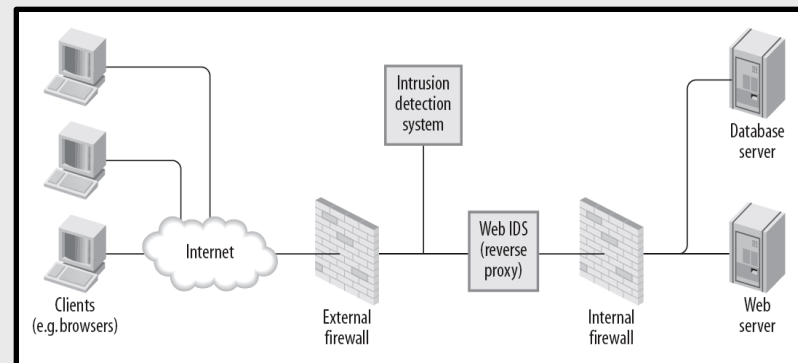 Intrusion
detection
system
Database
server
Internet
Web IDS
(reverse
proxy)
Clients
(e.g. browsers)
External
firewall
Internal
firewall
Web
server